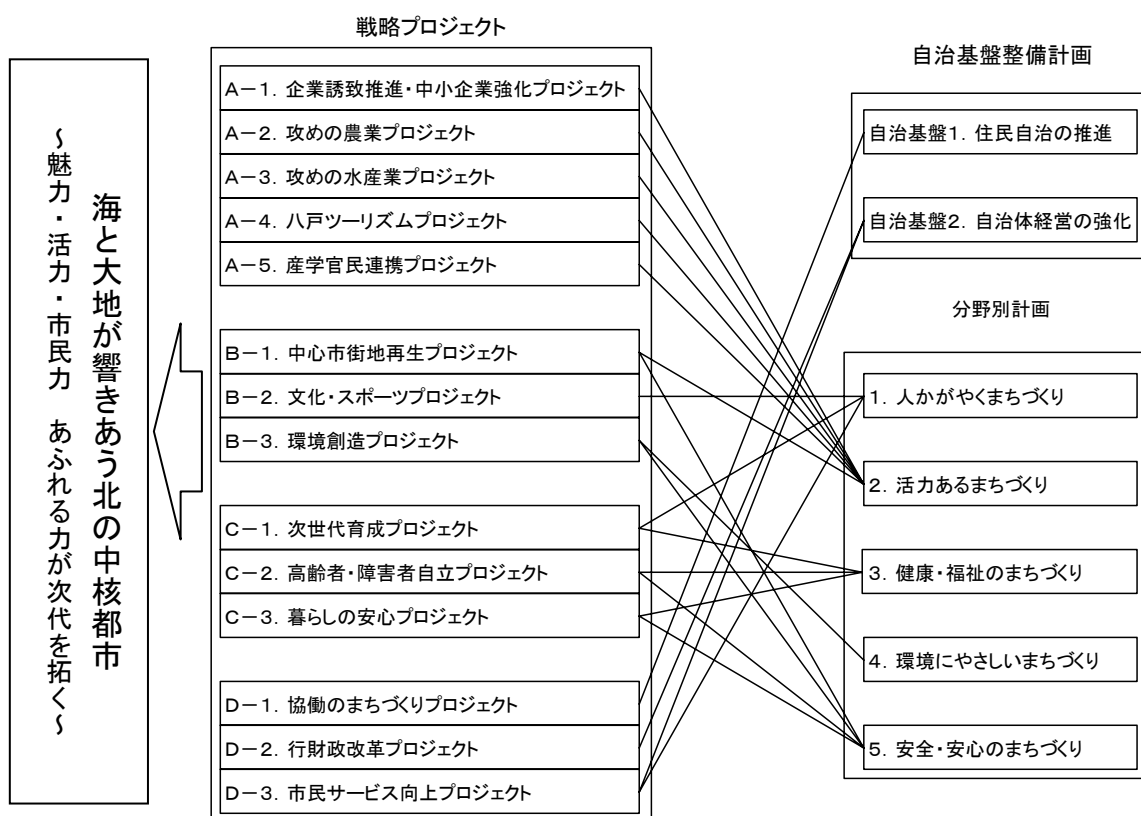 戦略プロジェクト
海と大地が響きあう北の中核都市
～魅力・活力・市民力　あふれる力が次代を拓く～
A－1．企業誘致推進・中小企業強化プロジェクト
A－2．攻めの農業プロジェクト
A－3．攻めの水産業プロジェクト
A－4．八戸ツーリズムプロジェクト
A－5．産学官民連携プロジェクト
B－1．中心市街地再生プロジェクト
B－2．文化・スポーツプロジェクト
B－3．環境創造プロジェクト
C－1．次世代育成プロジェクト
C－2．高齢者・障害者自立プロジェクト
C－3．暮らしの安心プロジェクト
D－1．協働のまちづくりプロジェクト
D－2．行財政改革プロジェクト
D－3．市民サービス向上プロジェクト
自治基盤整備計画
自治基盤1．住民自治の推進
自治基盤2．自治体経営の強化
分野別計画
1．人かがやくまちづくり
2．活力あるまちづくり
3．健康・福祉のまちづくり
4．環境にやさしいまちづくり
5．安全・安心のまちづくり